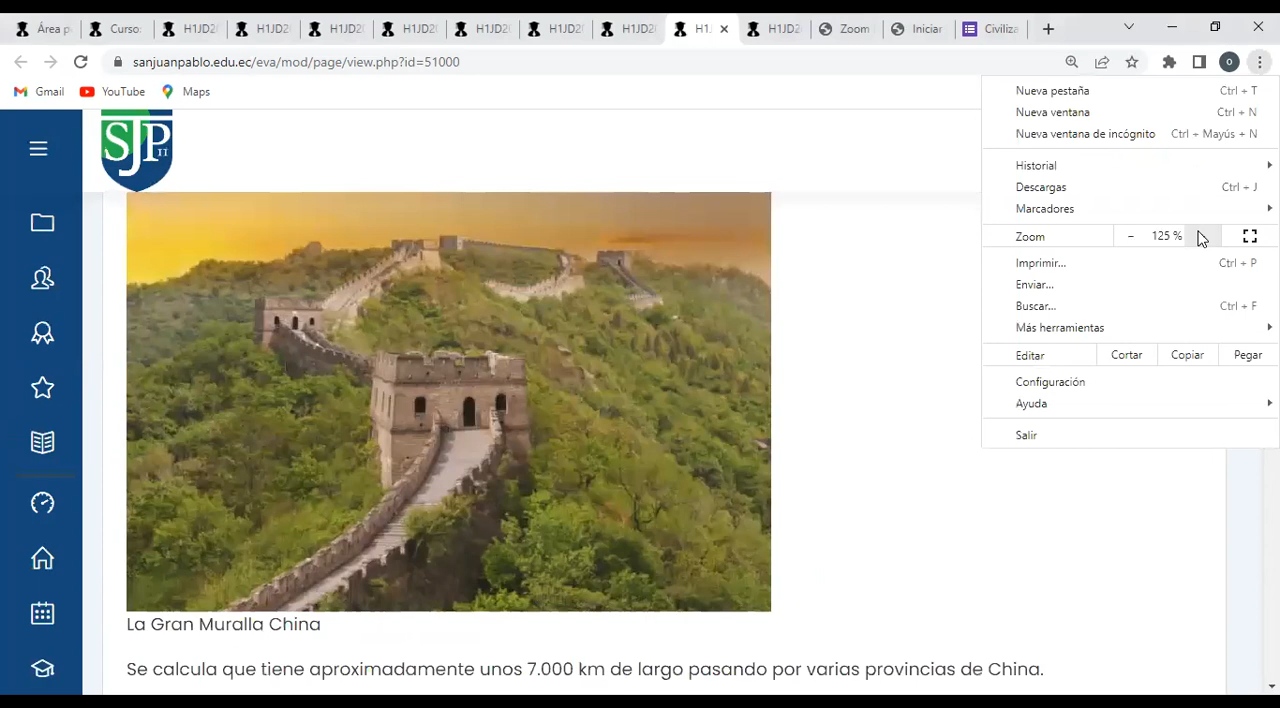 Área p
Curso:
H1JD2
H1JD2
H1JD2
H1JD2
H1JD2
H1JD2
H1JD2
H1J
H1JD2
Zoom
Iniciar
Civiliza
sanjuanpablo.edu.ec/eva/mod/page/view.php?id=51000
O
Gmail
YouTube
Maps
SJP
II
Nueva pestaña Ctrl + T
Nueva ventana Ctrl + N
Nueva ventana de incógnito Ctrl + Mayús + N
Historial
Descargas Ctrl + J
Marcadores
Zoom − 125 %
Imprimir... Ctrl + P
Enviar...
Buscar... Ctrl + F
Más herramientas
Editar Cortar Copiar Pegar
Configuración
Ayuda
Salir
La Gran Muralla China
Se calcula que tiene aproximadamente unos 7.000 km de largo pasando por varias provincias de China.